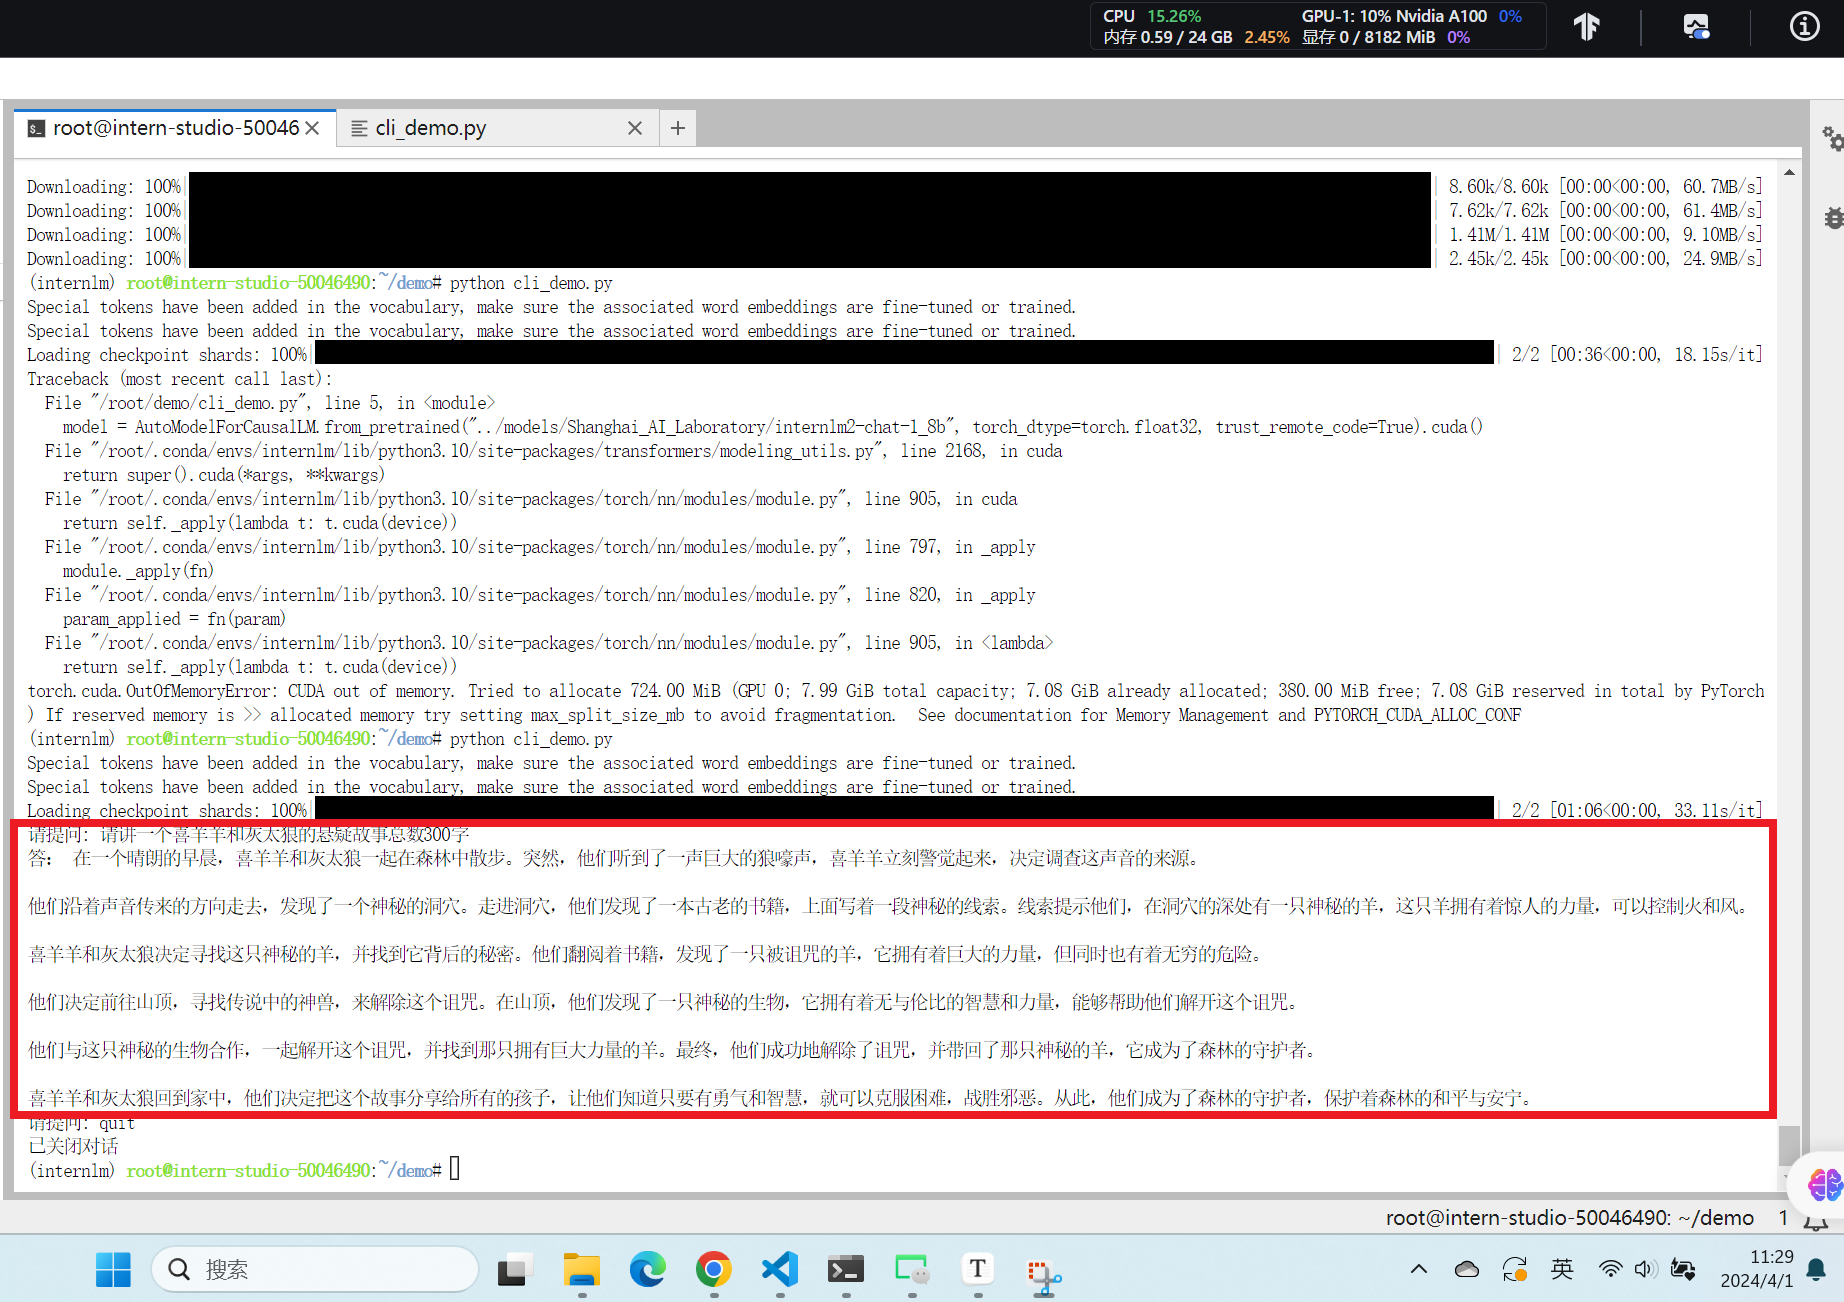 CPU 15.26% GPU-1: 10% Nvidia A100 0%
内存 0.59 / 24 GB 2.45% 显存 0 / 8182 MiB 0%
root@intern-studio-50046 cli_demo.py
Downloading: 100% 8.60k/8.60k [00:00<00:00, 60.7MB/s]
Downloading: 100% 7.62k/7.62k [00:00<00:00, 61.4MB/s]
Downloading: 100% 1.41M/1.41M [00:00<00:00, 9.10MB/s]
Downloading: 100% 2.45k/2.45k [00:00<00:00, 24.9MB/s]
(internlm) root@intern-studio-50046490:~/demo# python cli_demo.py
Special tokens have been added in the vocabulary, make sure the associated word embeddings are fine-tuned or trained.
Special tokens have been added in the vocabulary, make sure the associated word embeddings are fine-tuned or trained.
Loading checkpoint shards: 100% 2/2 [00:36<00:00, 18.15s/it]
Traceback (most recent call last):
File "/root/demo/cli_demo.py", line 5, in <module>
model = AutoModelForCausalLM.from_pretrained("../models/Shanghai_AI_Laboratory/internlm2-chat-1_8b", torch_dtype=torch.float32, trust_remote_code=True).cuda()
File "/root/.conda/envs/internlm/lib/python3.10/site-packages/transformers/modeling_utils.py", line 2168, in cuda
return super().cuda(*args, **kwargs)
File "/root/.conda/envs/internlm/lib/python3.10/site-packages/torch/nn/modules/module.py", line 905, in cuda
return self._apply(lambda t: t.cuda(device))
File "/root/.conda/envs/internlm/lib/python3.10/site-packages/torch/nn/modules/module.py", line 797, in _apply
module._apply(fn)
File "/root/.conda/envs/internlm/lib/python3.10/site-packages/torch/nn/modules/module.py", line 820, in _apply
param_applied = fn(param)
File "/root/.conda/envs/internlm/lib/python3.10/site-packages/torch/nn/modules/module.py", line 905, in <lambda>
return self._apply(lambda t: t.cuda(device))
torch.cuda.OutOfMemoryError: CUDA out of memory. Tried to allocate 724.00 MiB (GPU 0; 7.99 GiB total capacity; 7.08 GiB already allocated; 380.00 MiB free; 7.08 GiB reserved in total by PyTorch
) If reserved memory is >> allocated memory try setting max_split_size_mb to avoid fragmentation.  See documentation for Memory Management and PYTORCH_CUDA_ALLOC_CONF
(internlm) root@intern-studio-50046490:~/demo# python cli_demo.py
Special tokens have been added in the vocabulary, make sure the associated word embeddings are fine-tuned or trained.
Special tokens have been added in the vocabulary, make sure the associated word embeddings are fine-tuned or trained.
Loading checkpoint shards: 100% 2/2 [01:06<00:00, 33.11s/it]
请提问: 请讲一个喜羊羊和灰太狼的悬疑故事总数300字
答: 在一个晴朗的早晨，喜羊羊和灰太狼一起在森林中散步。突然，他们听到了一声巨大的狼嚎声，喜羊羊立刻警觉起来，决定调查这声音的来源。
他们沿着声音传来的方向走去，发现了一个神秘的洞穴。走进洞穴，他们发现了一本古老的书籍，上面写着一段神秘的线索。线索提示他们，在洞穴的深处有一只神秘的羊，这只羊拥有着惊人的力量，可以控制火和风。
喜羊羊和灰太狼决定寻找这只神秘的羊，并找到它背后的秘密。他们翻阅着书籍，发现了一只被诅咒的羊，它拥有着巨大的力量，但同时也有着无穷的危险。
他们决定前往山顶，寻找传说中的神兽，来解除这个诅咒。在山顶，他们发现了一只神秘的生物，它拥有着无与伦比的智慧和力量，能够帮助他们解开这个诅咒。
他们与这只神秘的生物合作，一起解开这个诅咒，并找到那只拥有巨大力量的羊。最终，他们成功地解除了诅咒，并带回了那只神秘的羊，它成为了森林的守护者。
喜羊羊和灰太狼回到家中，他们决定把这个故事分享给所有的孩子，让他们知道只要有勇气和智慧，就可以克服困难，战胜邪恶。从此，他们成为了森林的守护者，保护着森林的和平与安宁。
请提问: quit
已关闭对话
(internlm) root@intern-studio-50046490:~/demo#
root@intern-studio-50046490: ~/demo 1
搜索
T
英
11:29
2024/4/1